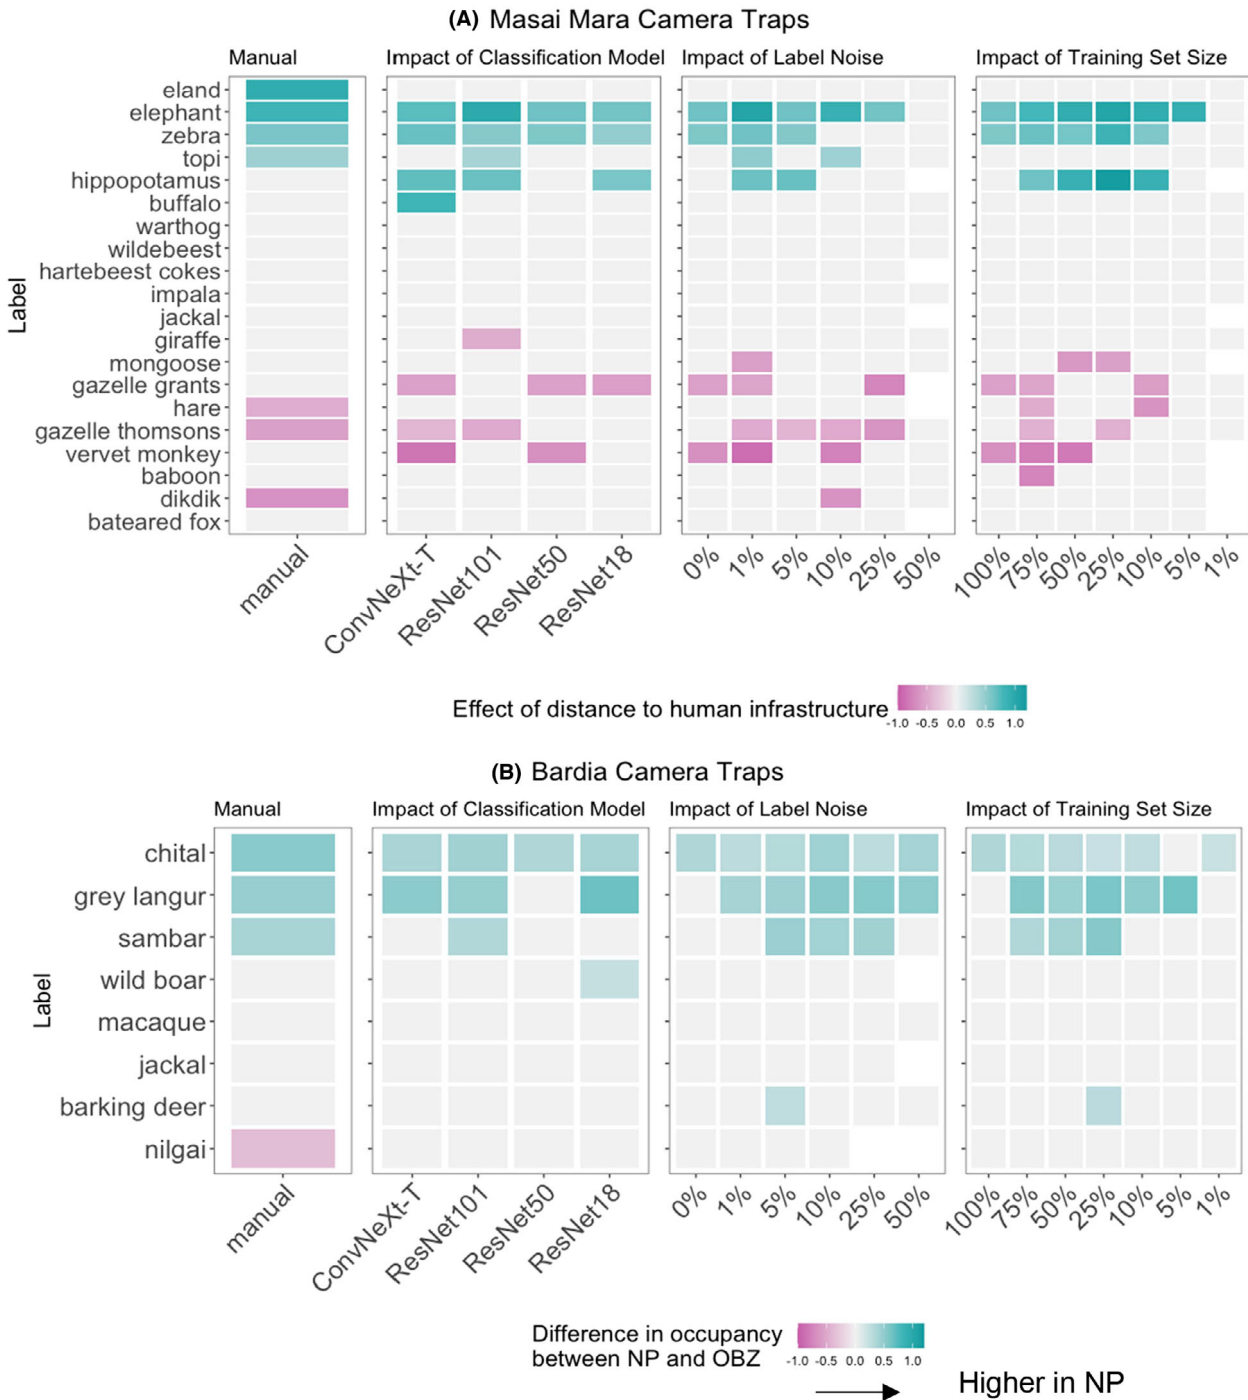 (A) Masai Mara Camera Traps
Manual
Impact of Classification Model
Impact of Label Noise
Impact of Training Set Size
Label
eland
elephant
zebra
topi
hippopotamus
buffalo
warthog
wildebeest
hartebeest cokes
impala
jackal
giraffe
mongoose
gazelle grants
hare
gazelle thomsons
vervet monkey
baboon
dikdik
bateared fox
manual
ConvNeXt-T
ResNet101
ResNet50
ResNet18
0%
1%
5%
10%
25%
50%
100%
75%
50%
25%
10%
5%
1%
Effect of distance to human infrastructure
-1.0 -0.5 0.0 0.5 1.0
(B) Bardia Camera Traps
Manual
Impact of Classification Model
Impact of Label Noise
Impact of Training Set Size
Label
chital
grey langur
sambar
wild boar
macaque
jackal
barking deer
nilgai
manual
ConvNeXt-T
ResNet101
ResNet50
ResNet18
0%
1%
5%
10%
25%
50%
100%
75%
50%
25%
10%
5%
1%
Difference in occupancy
between NP and OBZ
-1.0 -0.5 0.0 0.5 1.0
Higher in NP